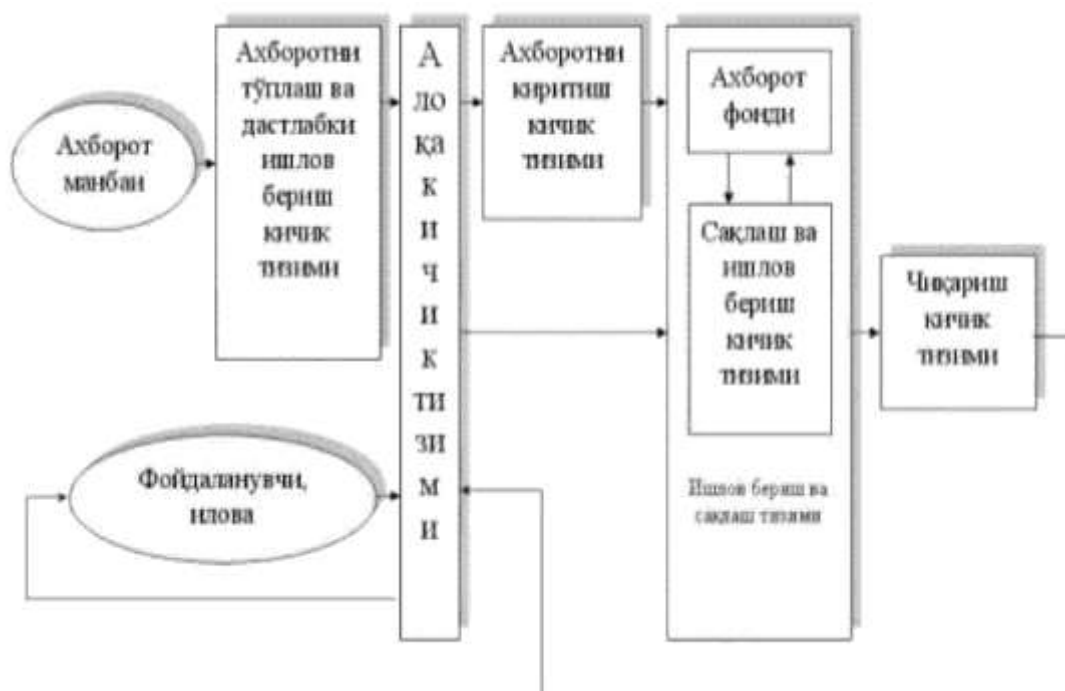 Ахборот
манбаи
Ахборотни
тўплаш ва
дастлабки
ишлов
бериш
кичик
тизими
А
ло
қа
к
и
ч
и
к
ти
зи
м
и
Ахборотни
киритиш
кичик
тизими
Ахборот
фонди
Сақлаш ва
ишлов
бериш
кичик
тизими
Ишлов бериш ва
сақлаш тизими
Чиқариш
кичик
тизими
Фойдаланувчи,
илова